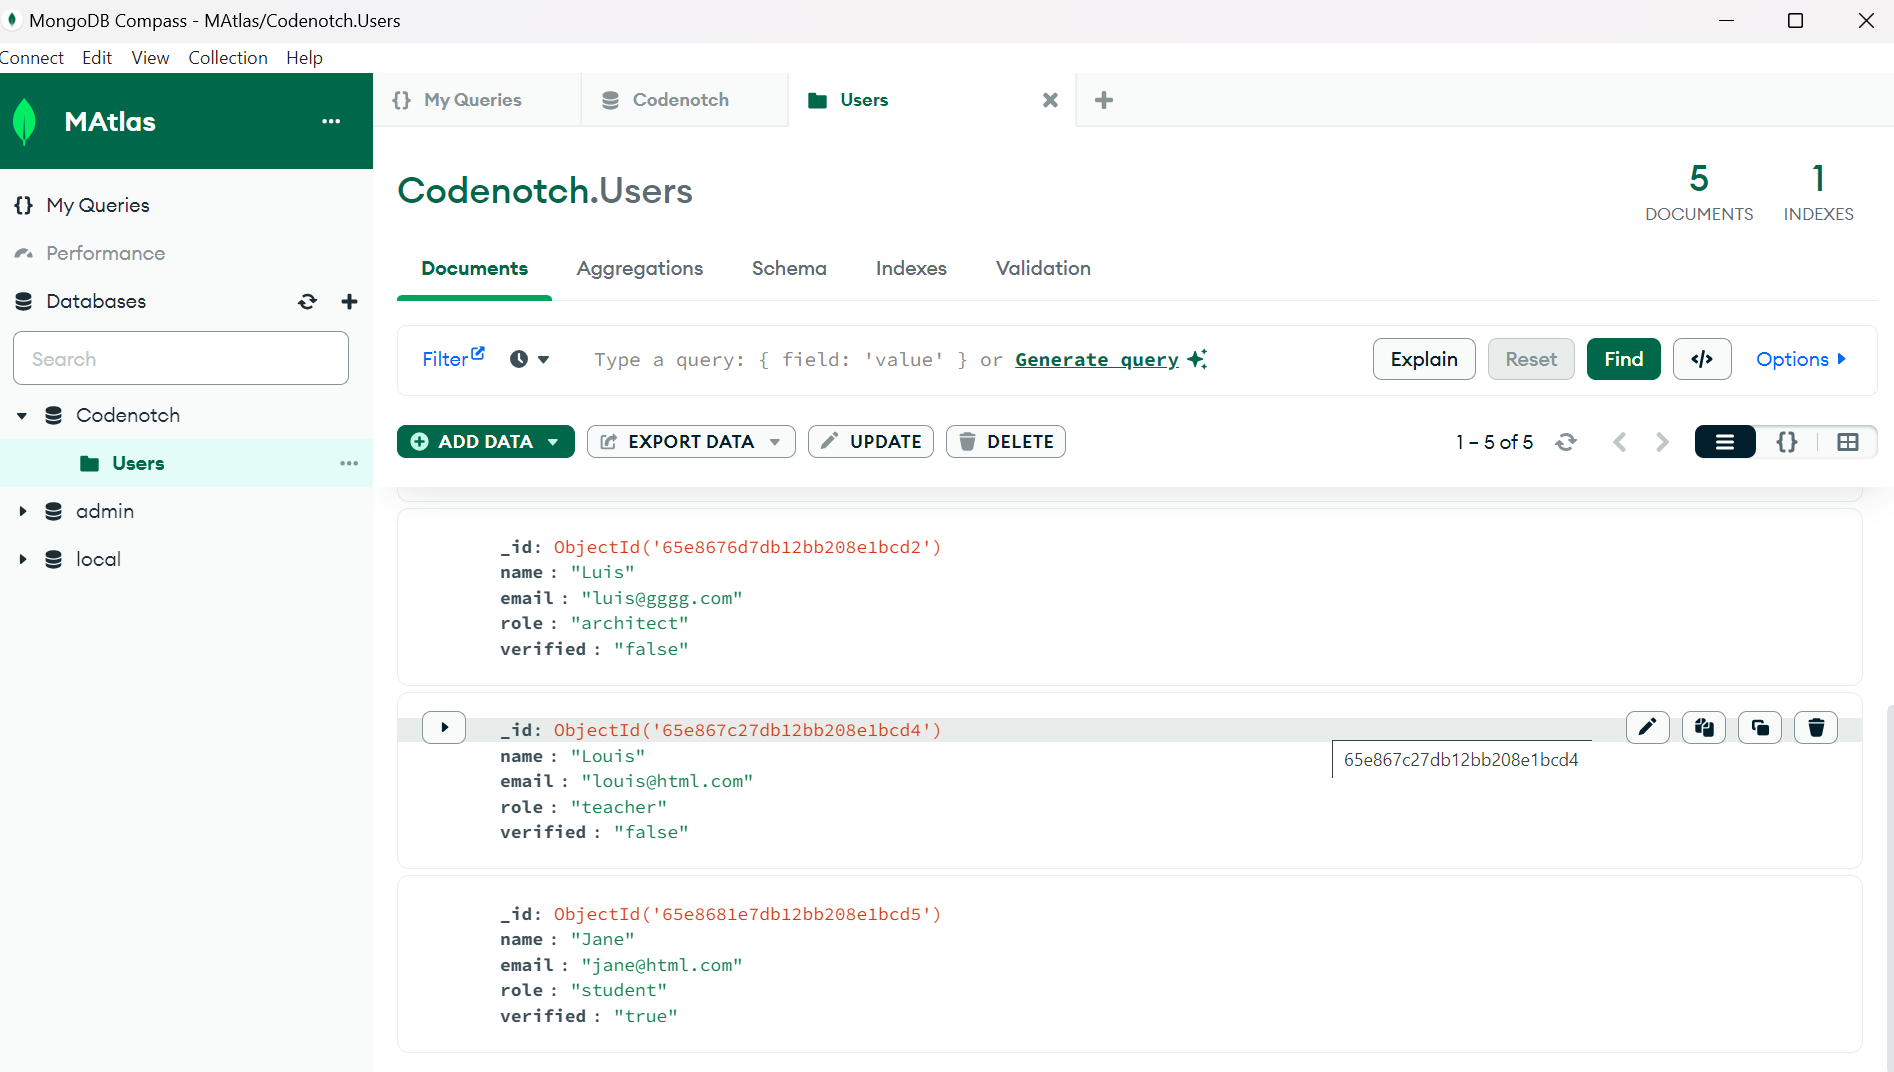 MongoDB Compass - MAtlas/Codenotch.Users
Connect Edit View Collection Help
MAtlas
My Queries
Performance
Databases
Search
Codenotch
Users
admin
local
{} My Queries
Codenotch
Users
Codenotch.Users
5
DOCUMENTS
1
INDEXES
Documents Aggregations Schema Indexes Validation
Filter
Type a query: { field: 'value' } or Generate query
Explain Reset Find </> Options
ADD DATA EXPORT DATA UPDATE DELETE
1 – 5 of 5
{}
_id: ObjectId('65e8676d7db12bb208e1bcd2')
name : "Luis"
email : "luis@gggg.com"
role : "architect"
verified : "false"
_id: ObjectId('65e867c27db12bb208e1bcd4')
65e867c27db12bb208e1bcd4
name : "Louis"
email : "louis@html.com"
role : "teacher"
verified : "false"
_id: ObjectId('65e8681e7db12bb208e1bcd5')
name : "Jane"
email : "jane@html.com"
role : "student"
verified : "true"